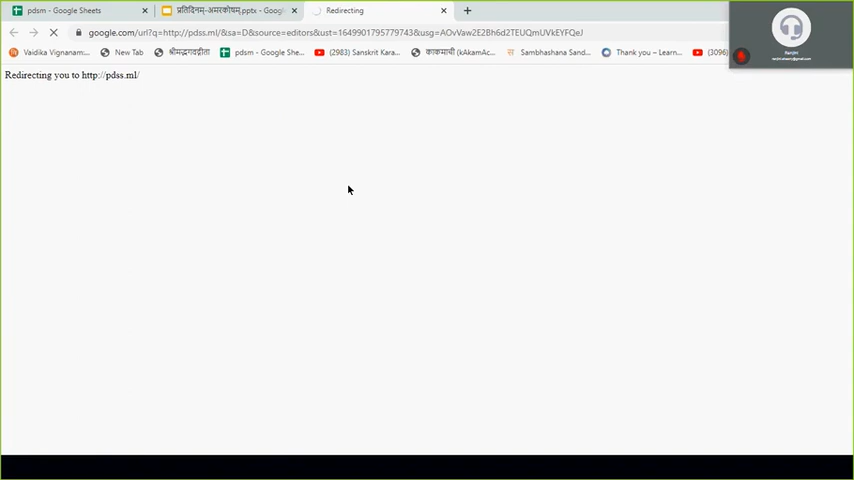 pdsm - Google Sheets
प्रतिदिनम्-अमरकोषम्.pptx - Googl
Redirecting
google.com/url?q=http://pdss.ml/&sa=D&source=editors&ust=1649901795779743&usg=AOvVaw2E2Bh6d2TEUQmUVkEYFQeJ
Vaidika Vignanam: New Tab श्रीमद्भगवद्गीता pdsm - Google She... (2983) Sanskrit Kara... काकमाची (kAkamAc... Sambhashana Sand... Thank you – Learn... (3096)
Ranjini
Redirecting you to http://pdss.ml/